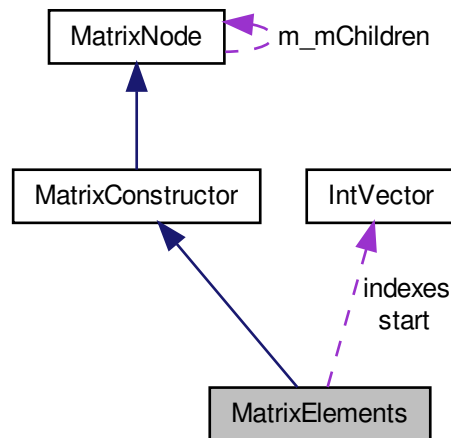 MatrixNode
m_mChildren
MatrixConstructor
IntVector
indexes
start
MatrixElements